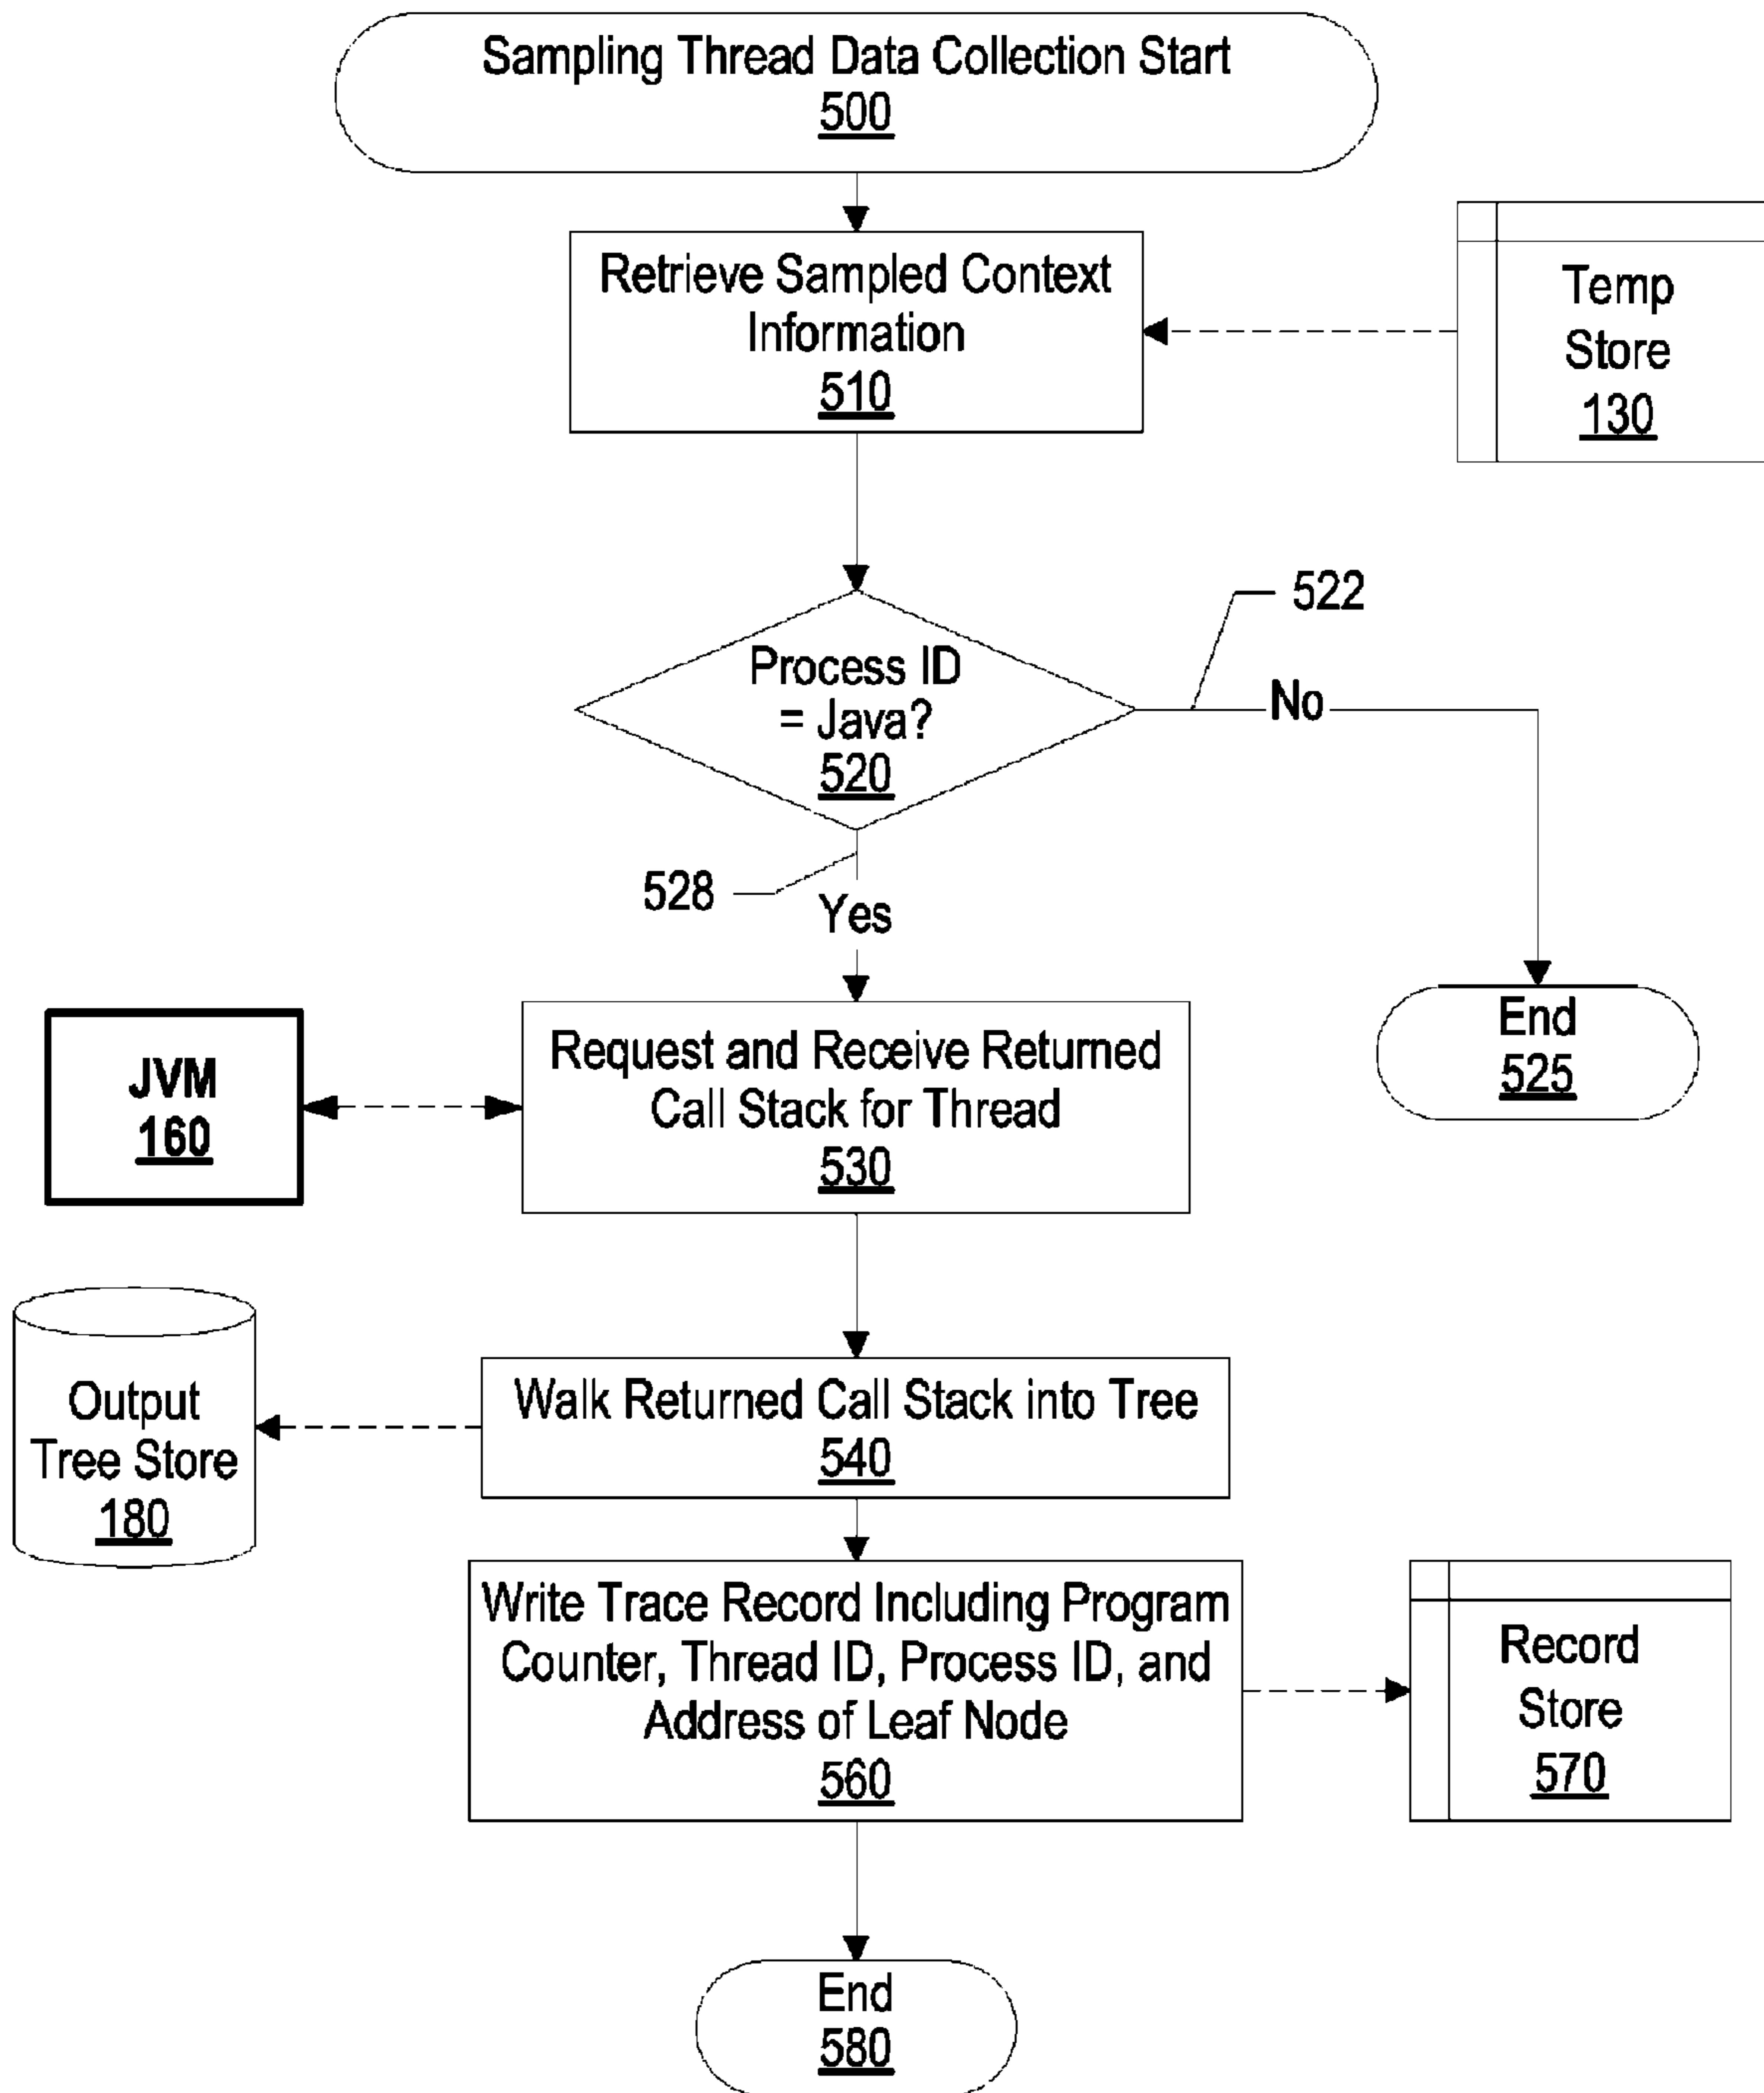 Sampling Thread Data Collection Start
500
Retrieve Sampled Context
Information
510
Temp
Store
130
Process ID
= Java?
520
522
No
528
Yes
End
525
JVM
160
Request and Receive Returned
Call Stack for Thread
530
Output
Tree Store
180
Walk Returned Call Stack into Tree
540
Write Trace Record Including Program
Counter, Thread ID, Process ID, and
Address of Leaf Node
560
Record
Store
570
End
580